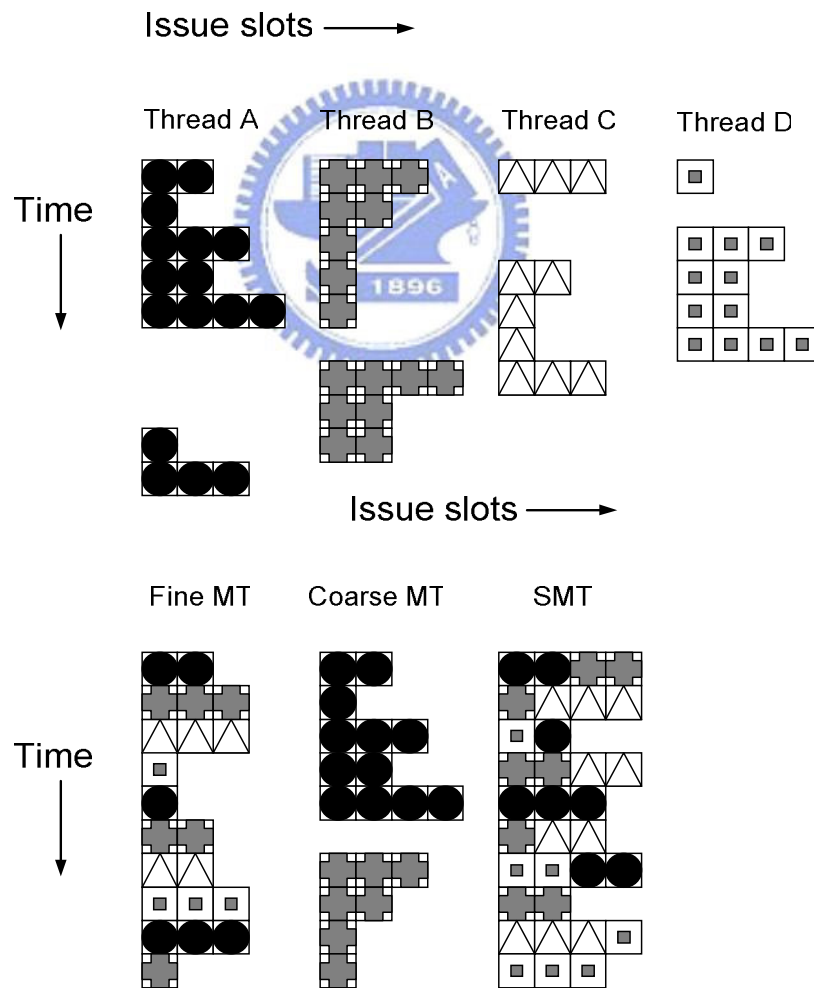 Issue slots
Thread A
Thread B
Thread C
Thread D
Time
1896
Issue slots
Fine MT
Coarse MT
SMT
Time